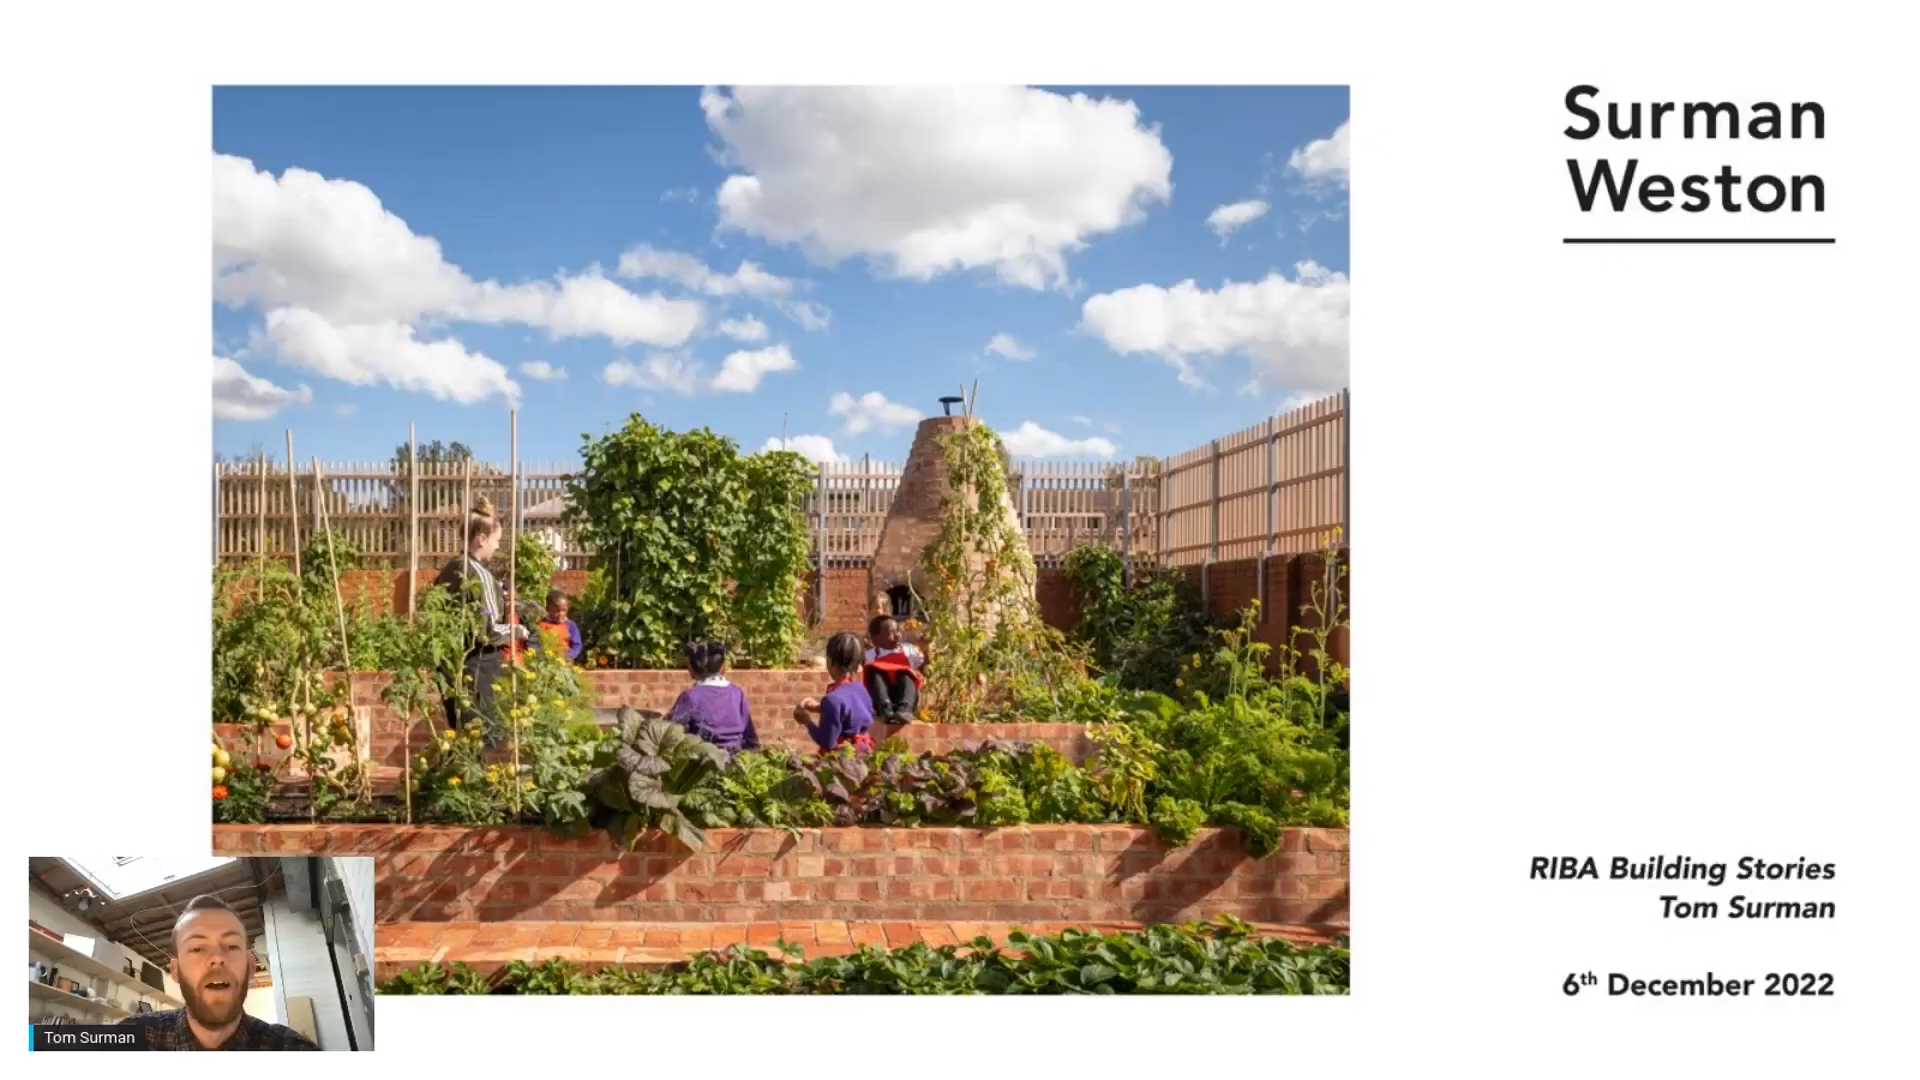 Surman
Weston
RIBA Building Stories
Tom Surman
6th December 2022
Tom Surman